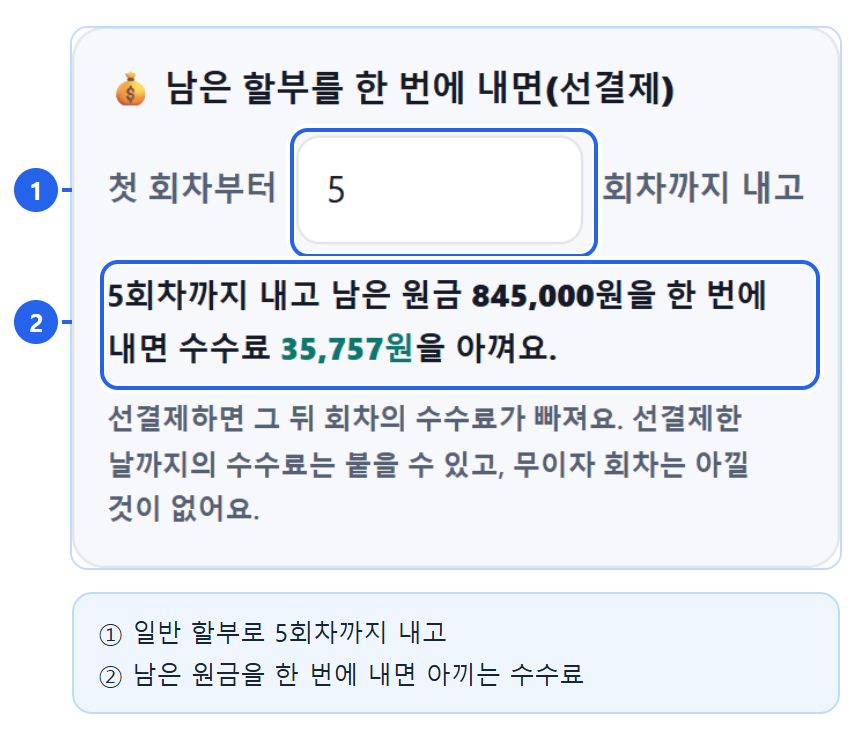 💰 남은 할부를 한 번에 내면(선결제)
1 첫 회차부터 5 회차까지 내고
2 5회차까지 내고 남은 원금 845,000원을 한 번에
내면 수수료 35,757원을 아껴요.
선결제하면 그 뒤 회차의 수수료가 빠져요. 선결제한
날까지의 수수료는 붙을 수 있고, 무이자 회차는 아낄
것이 없어요.
① 일반 할부로 5회차까지 내고
② 남은 원금을 한 번에 내면 아끼는 수수료